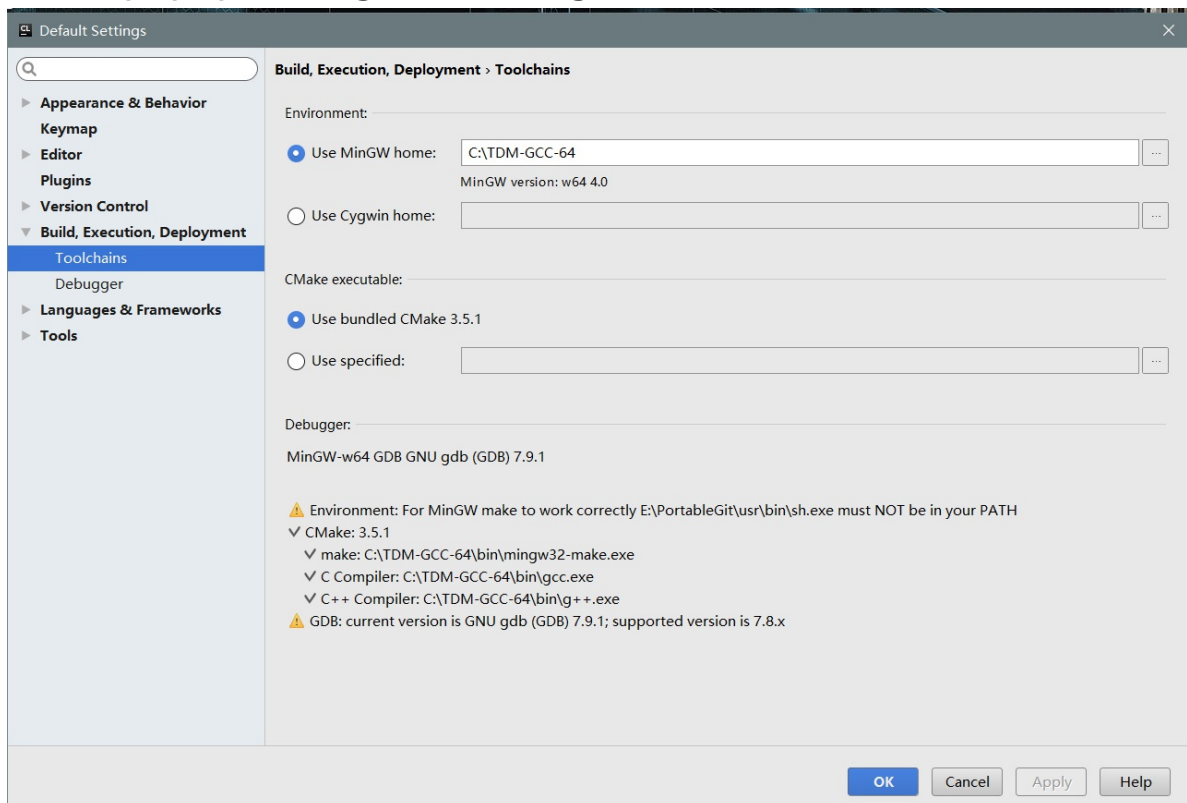 Default Settings
Build, Execution, Deployment › Toolchains
Appearance & Behavior
Keymap
Editor
Plugins
Version Control
Build, Execution, Deployment
Toolchains
Debugger
Languages & Frameworks
Tools
Environment:
Use MinGW home: C:\TDM-GCC-64 ...
MinGW version: w64 4.0
Use Cygwin home: ...
CMake executable:
Use bundled CMake 3.5.1
Use specified: ...
Debugger:
MinGW-w64 GDB GNU gdb (GDB) 7.9.1
Environment: For MinGW make to work correctly E:\PortableGit\usr\bin\sh.exe must NOT be in your PATH
CMake: 3.5.1
make: C:\TDM-GCC-64\bin\mingw32-make.exe
C Compiler: C:\TDM-GCC-64\bin\gcc.exe
C++ Compiler: C:\TDM-GCC-64\bin\g++.exe
GDB: current version is GNU gdb (GDB) 7.9.1; supported version is 7.8.x
OK Cancel Apply Help